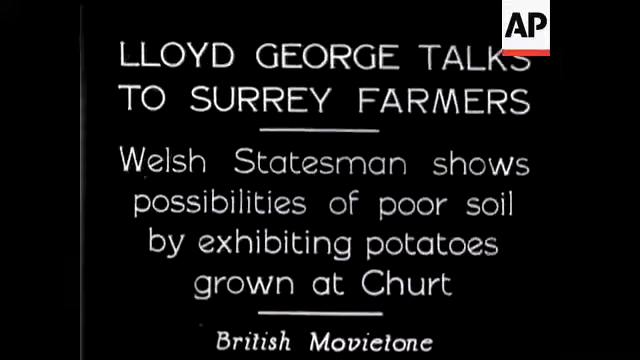 AP
LLOYD GEORGE TALKS
TO SURREY FARMERS
Welsh Statesman shows
possibilities of poor soil
by exhibiting potatoes
grown at Churt
British Movietone